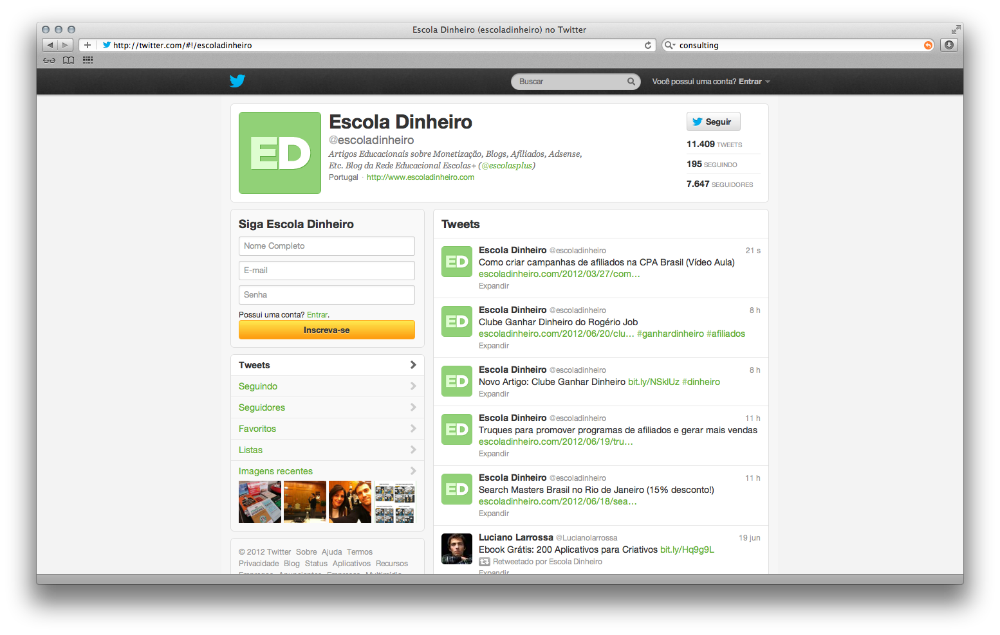 Escola Dinheiro (escoladinheiro) no Twitter
http://twitter.com/#!/escoladinheiro
consulting
Buscar
Você possui uma conta? Entrar
ED
Escola Dinheiro
@escoladinheiro
Artigos Educacionais sobre Monetização, Blogs, Afiliados, Adsense,
Etc. Blog da Rede Educacional Escolas+ (@escolasplus)
Portugal · http://www.escoladinheiro.com
Seguir
11.409 TWEETS
195 SEGUINDO
7.647 SEGUIDORES
Siga Escola Dinheiro
Nome Completo
E-mail
Senha
Possui uma conta? Entrar.
Inscreva-se
Tweets
Seguindo
Seguidores
Favoritos
Listas
Imagens recentes
© 2012 Twitter Sobre Ajuda Termos
Privacidade Blog Status Aplicativos Recursos
Empregos Anunciantes Empresas Multimídia
Tweets
ED
Escola Dinheiro @escoladinheiro 21 s
Como criar campanhas de afiliados na CPA Brasil (Vídeo Aula)
escoladinheiro.com/2012/03/27/com…
Expandir
ED
Escola Dinheiro @escoladinheiro 8 h
Clube Ganhar Dinheiro do Rogério Job
escoladinheiro.com/2012/06/20/clu… #ganhardinheiro #afiliados
Expandir
ED
Escola Dinheiro @escoladinheiro 8 h
Novo Artigo: Clube Ganhar Dinheiro bit.ly/NSklUz #dinheiro
Expandir
ED
Escola Dinheiro @escoladinheiro 11 h
Truques para promover programas de afiliados e gerar mais vendas
escoladinheiro.com/2012/06/19/tru…
Expandir
ED
Escola Dinheiro @escoladinheiro 11 h
Search Masters Brasil no Rio de Janeiro (15% desconto!)
escoladinheiro.com/2012/06/18/sea…
Expandir
Luciano Larrossa @Lucianolarrossa 19 jun
Ebook Grátis: 200 Aplicativos para Criativos bit.ly/Hq9g9L
Retweetado por Escola Dinheiro
Expandir